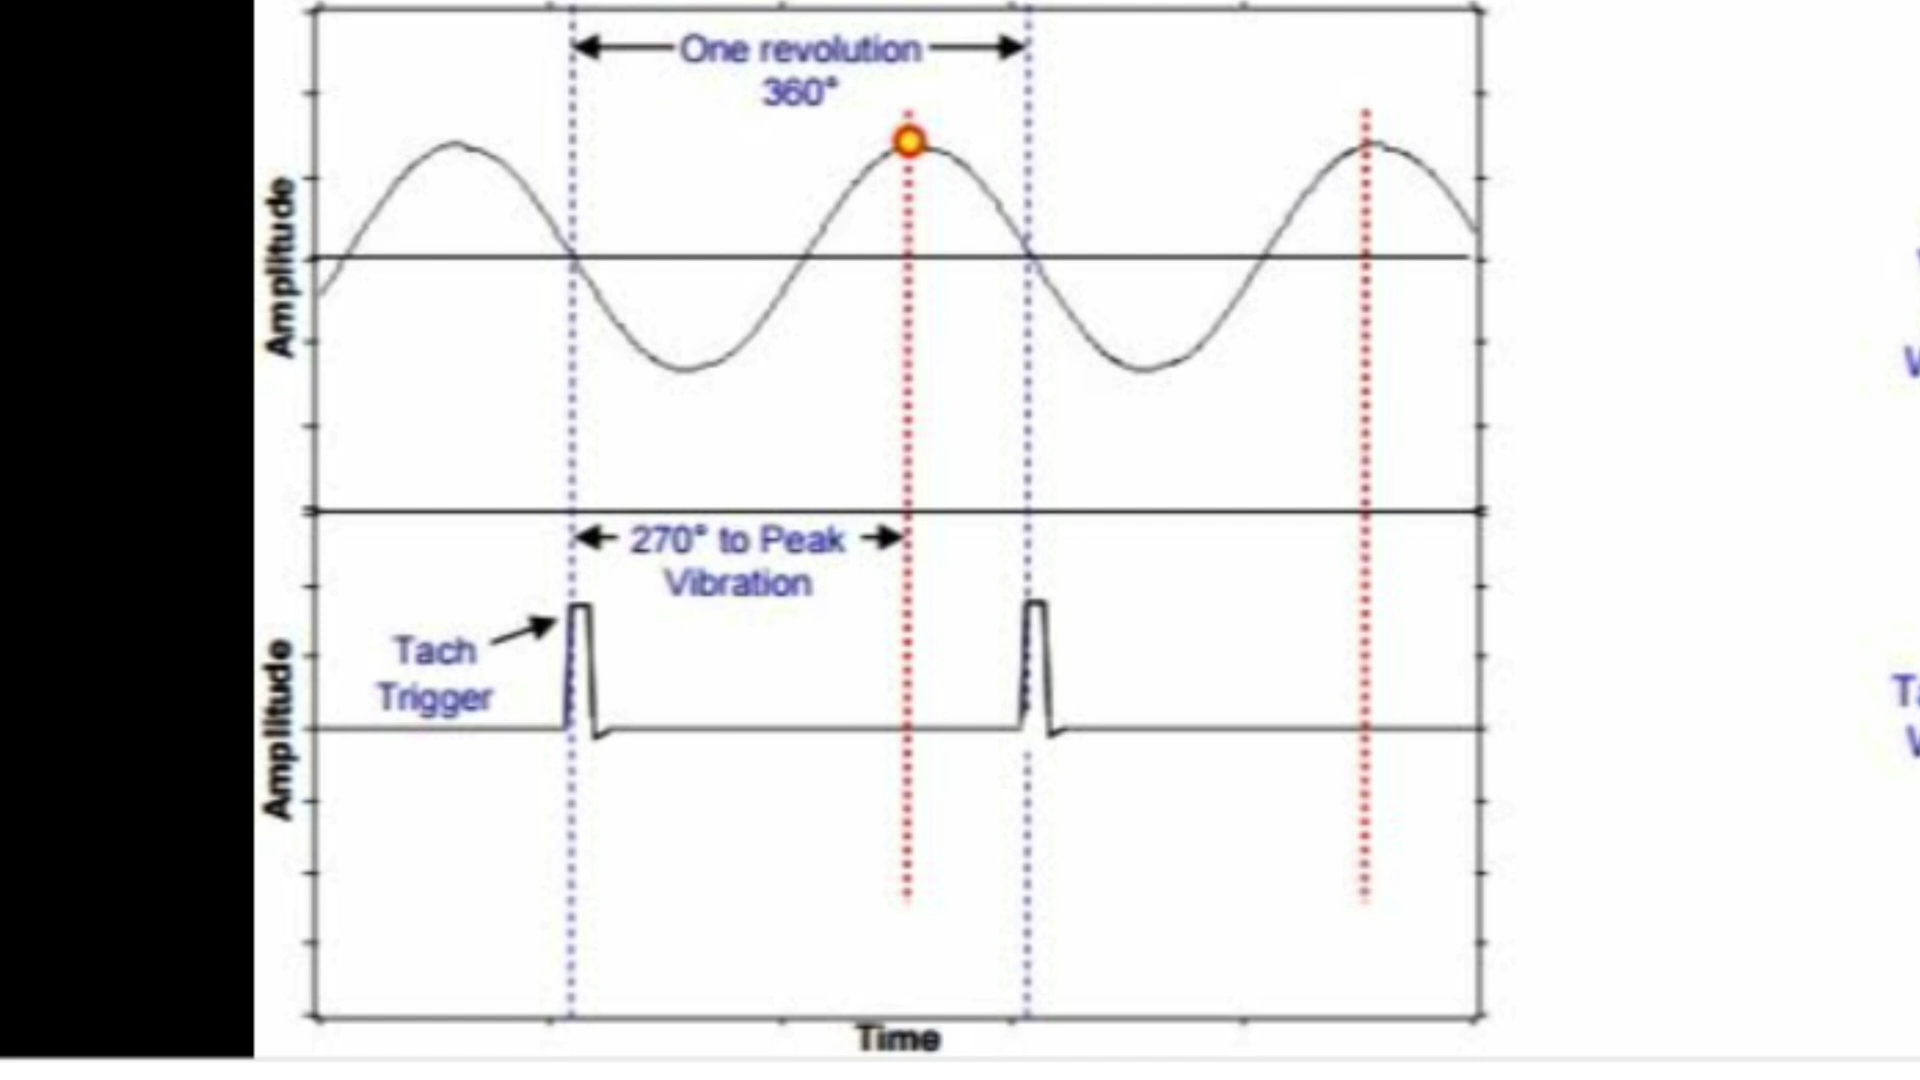 One revolution
360°
Amplitude
270° to Peak
Vibration
Tach
Trigger
Amplitude
Time